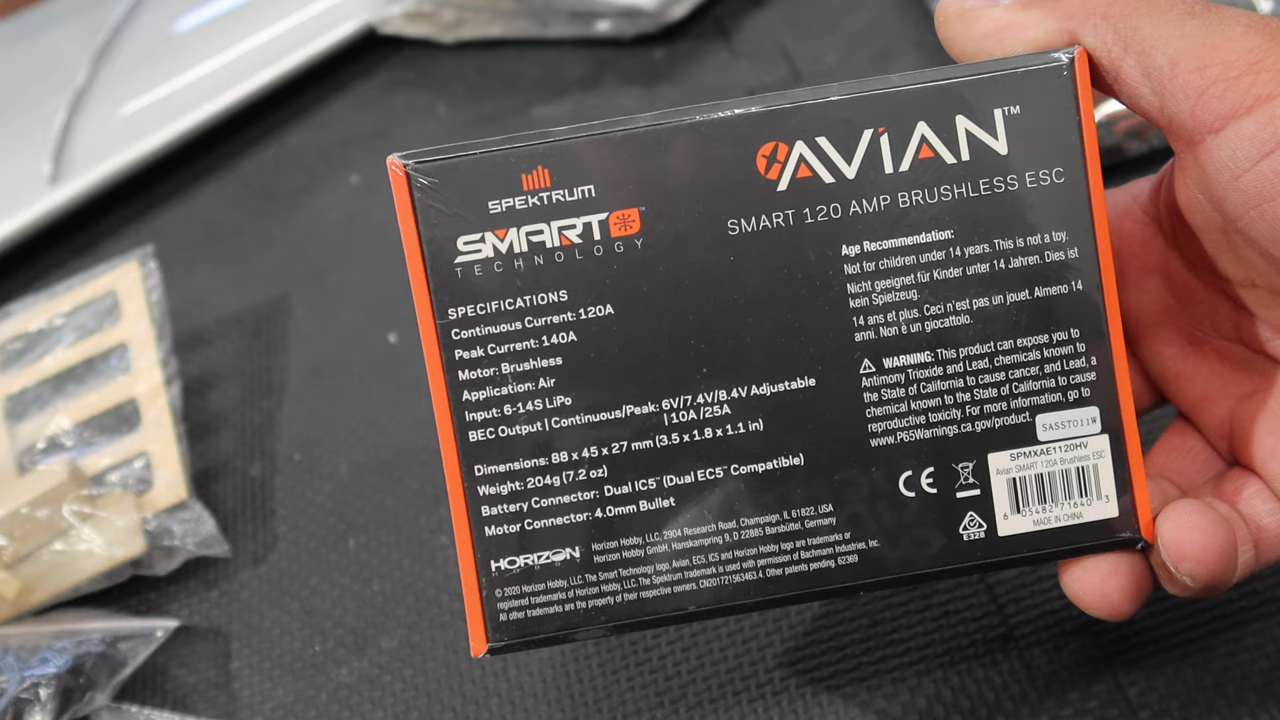 SPEKTRUM
SMART™
TECHNOLOGY
AVIAN™
SMART 120 AMP BRUSHLESS ESC
SPECIFICATIONS
Continuous Current: 120A
Peak Current: 140A
Motor: Brushless
Application: Air
Input: 6-14S LiPo
BEC Output | Continuous/Peak: 6V/7.4V/8.4V Adjustable
| 10A /25A
Dimensions: 88 x 45 x 27 mm (3.5 x 1.8 x 1.1 in)
Weight: 204g (7.2 oz)
Battery Connector: Dual IC5™ (Dual EC5™ Compatible)
Motor Connector: 4.0mm Bullet
Age Recommendation:
Not for children under 14 years. This is not a toy.
Nicht geeignet für Kinder unter 14 Jahren. Dies ist
kein Spielzeug.
14 ans et plus. Ceci n'est pas un jouet. Almeno 14
anni. Non è un giocattolo.
⚠ WARNING: This product can expose you to
Antimony Trioxide and Lead, chemicals known to
the State of California to cause cancer, and Lead, a
chemical known to the State of California to cause
reproductive toxicity. For more information, go to
www.P65Warnings.ca.gov/product.
SASST011W
SPMXAE1120HV
Avian SMART 120A Brushless ESC
6 05482 71640 3
MADE IN CHINA
CE
E328
HORIZON
HOBBY
Horizon Hobby, LLC, 2904 Research Road, Champaign, IL 61822, USA
Horizon Hobby GmbH, Hanskampring 9, D 22885 Barsbüttel, Germany
© 2020 Horizon Hobby, LLC. The Smart Technology logo, Avian, EC5, IC5 and Horizon Hobby logo are trademarks or
registered trademarks of Horizon Hobby, LLC. The Spektrum trademark is used with permission of Bachmann Industries, Inc.
All other trademarks are the property of their respective owners. CN201721563463.4. Other patents pending. 62369